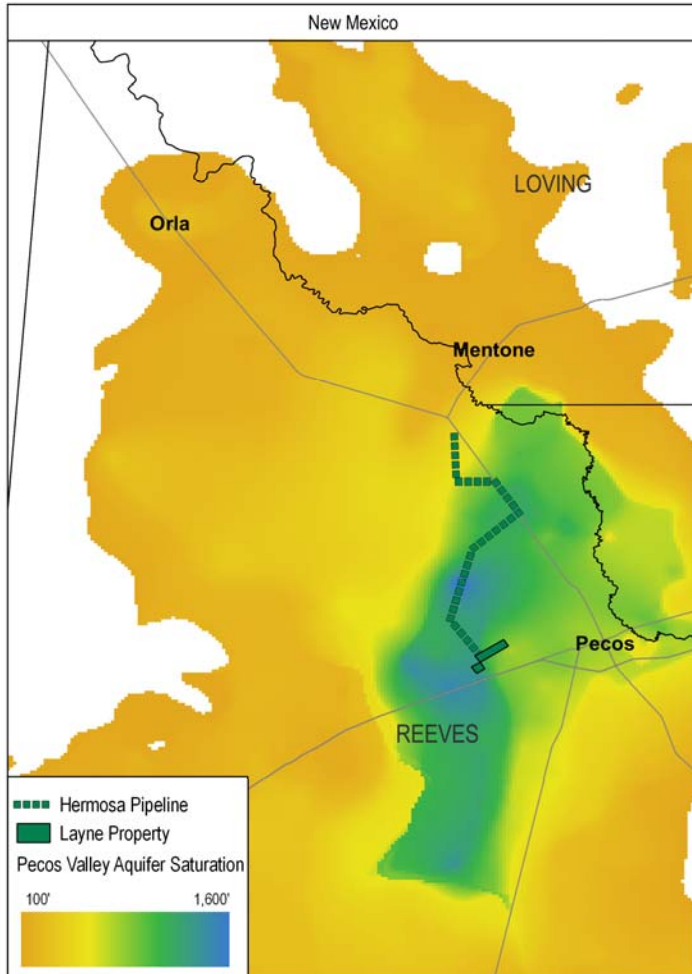 New Mexico
LOVING
Orla
Mentone
Pecos
REEVES
Hermosa Pipeline
Layne Property
Pecos Valley Aquifer Saturation
100' 1,600'